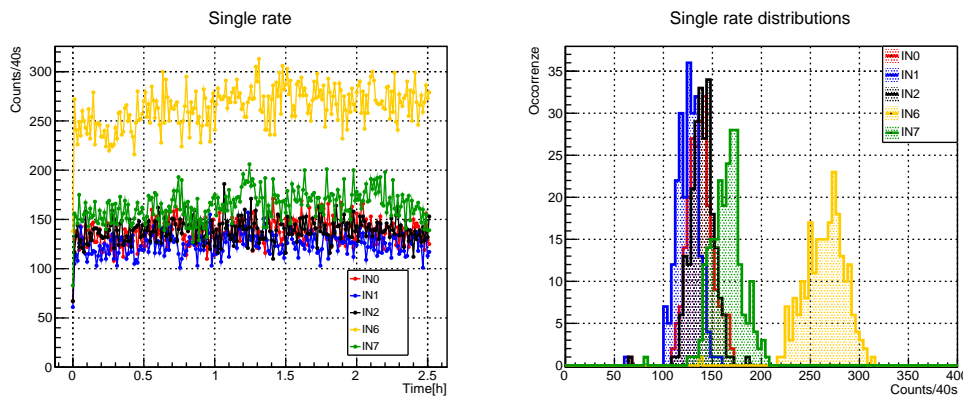 Single rate
Counts/40s
300
250
200
150
100
50
0
IN0
IN1
IN2
IN6
IN7
0
0.5
1
1.5
2
2.5
Time[h]
Single rate distributions
Occorrenze
35
30
25
20
15
10
5
0
IN0
IN1
IN2
IN6
IN7
0
50
100
150
200
250
300
350
400
Counts/40s